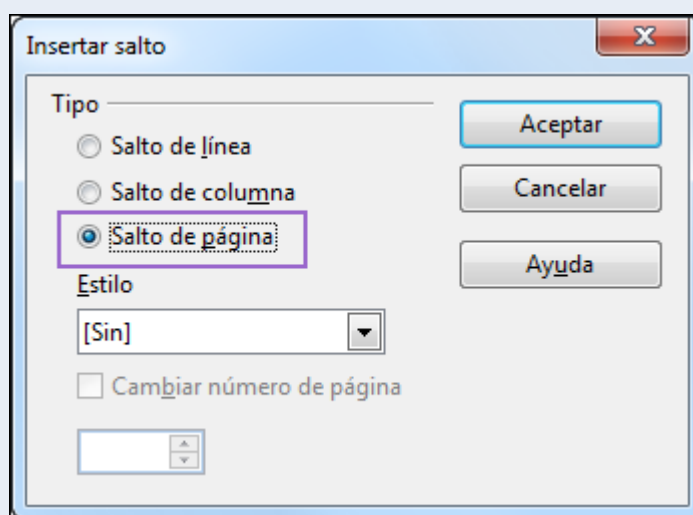 Insertar salto
Tipo
Aceptar
Salto de línea
Salto de columna
Cancelar
Salto de página
Ayuda
Estilo
[Sin]
Cambiar número de página